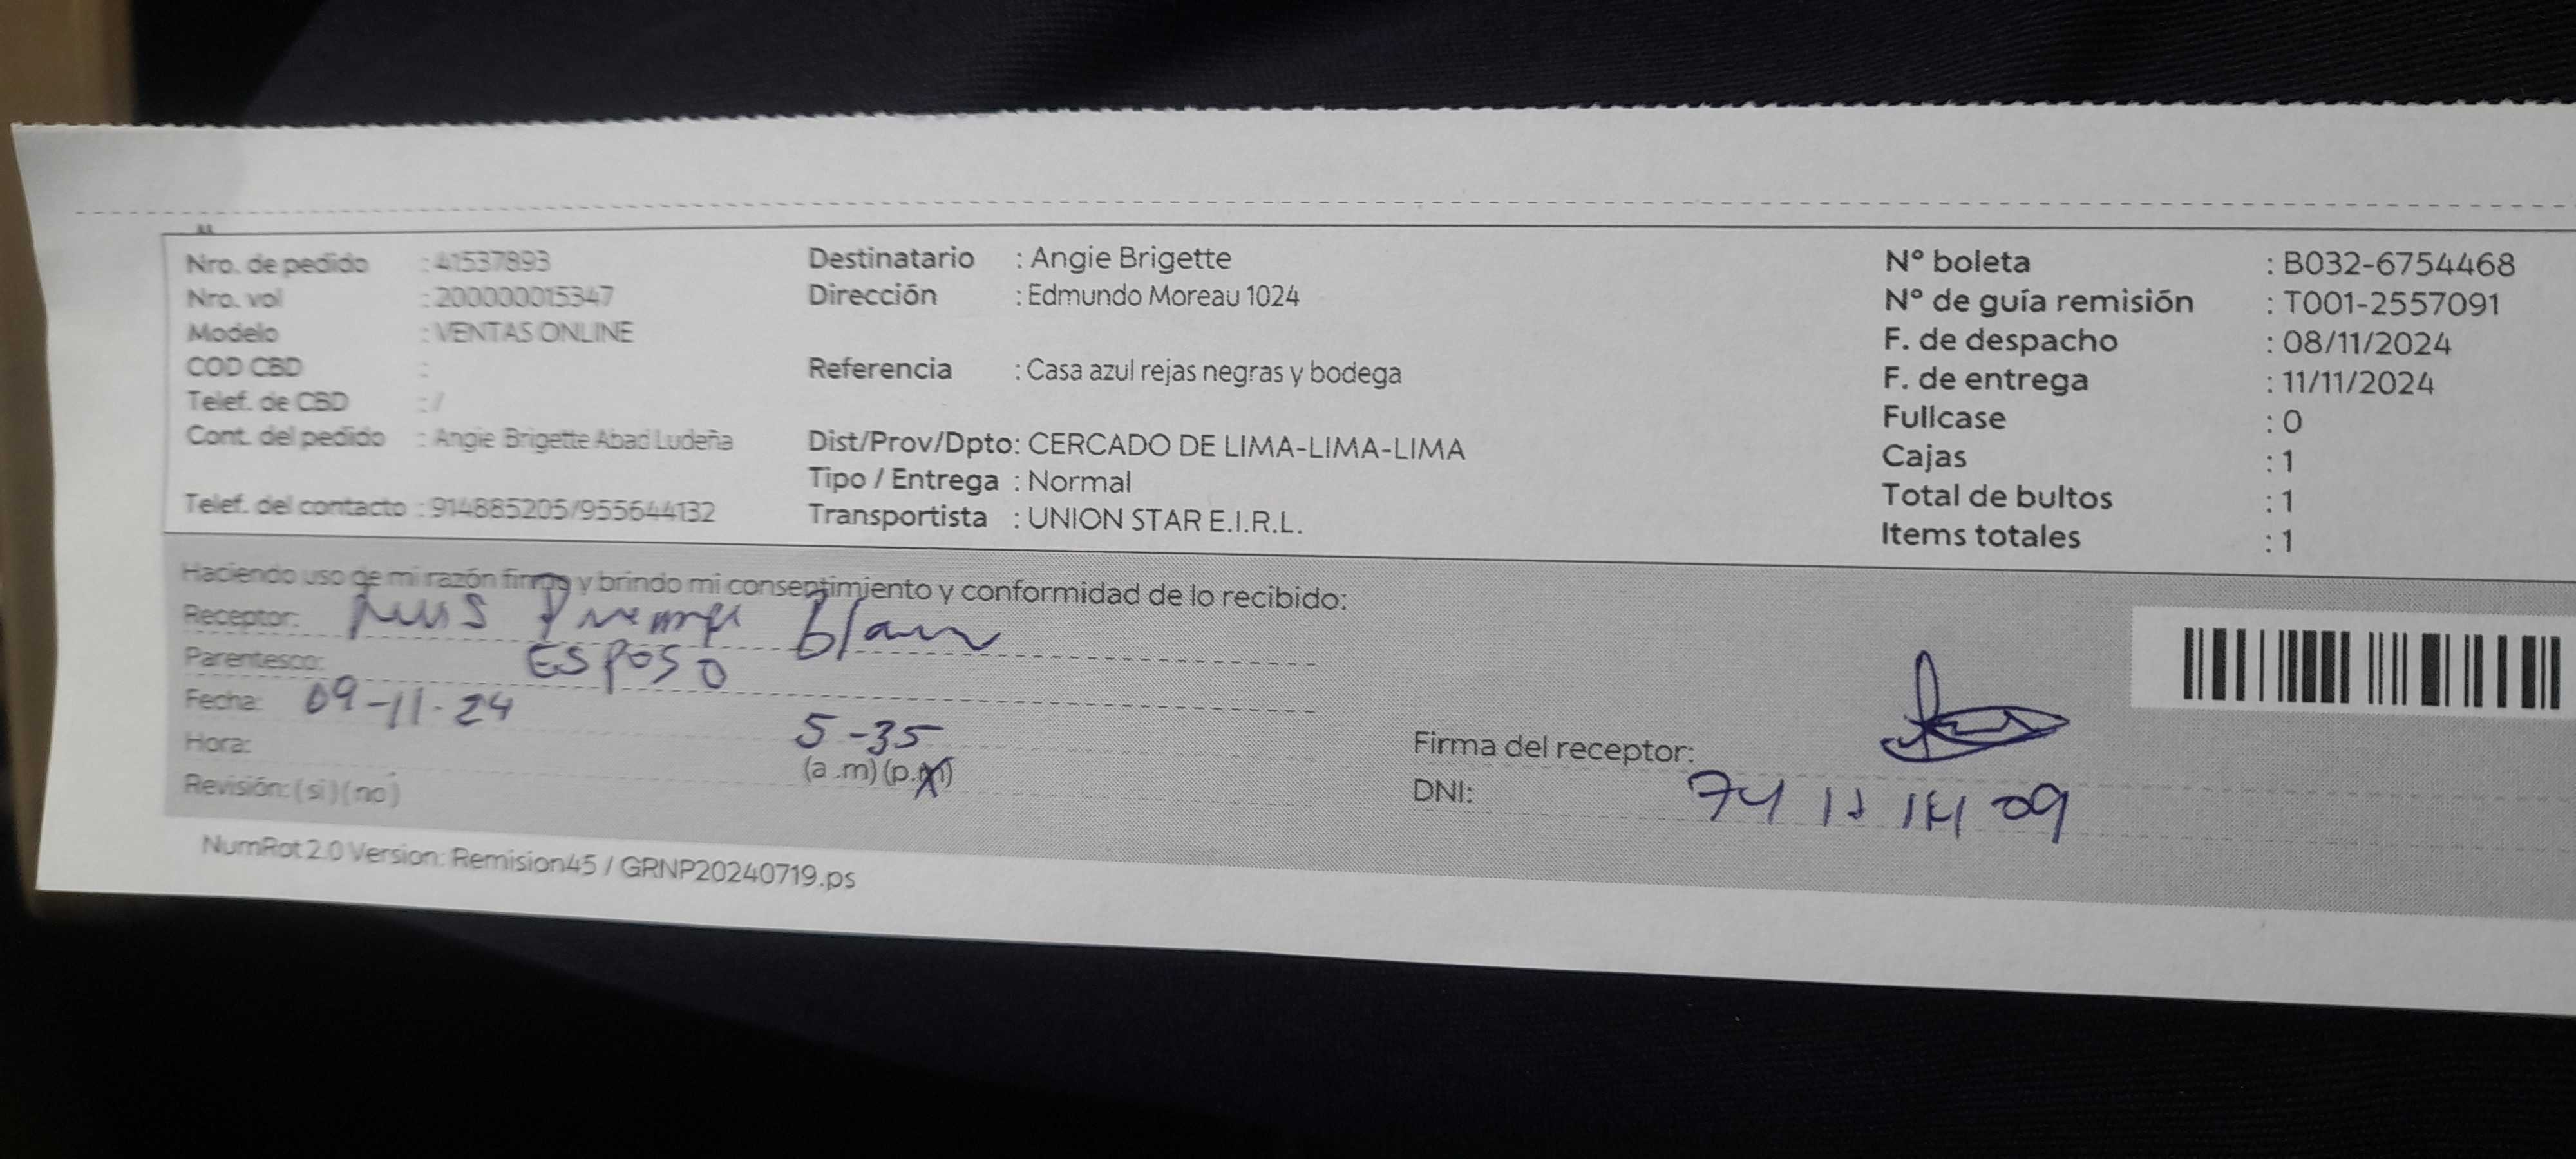 Nro. de pedido : 41537893
Nro. vol : 200000015347
Modelo : VENTAS ONLINE
COD CBD :
Telef. de CBD : /
Cont. del pedido : Angie Brigette Abad Ludeña
Telef. del contacto : 914885205/955644132
Destinatario : Angie Brigette
Dirección : Edmundo Moreau 1024
Referencia : Casa azul rejas negras y bodega
Dist/Prov/Dpto: CERCADO DE LIMA-LIMA-LIMA
Tipo / Entrega : Normal
Transportista : UNION STAR E.I.R.L.
Nº boleta : B032-6754468
Nº de guía remisión : T001-2557091
F. de despacho : 08/11/2024
F. de entrega : 11/11/2024
Fullcase : 0
Cajas : 1
Total de bultos : 1
Items totales : 1
Haciendo uso de mi razón firmo y brindo mi consentimiento y conformidad de lo recibido:
Receptor: Luis
Parentesco: ESPOSO
Fecha: 09-11-24
Hora: 5-35
(a.m) (p.m)
Revisión: (si) (no)
Firma del receptor:
DNI:
NumRot 2.0 Version: Remision45 / GRNP20240719.ps